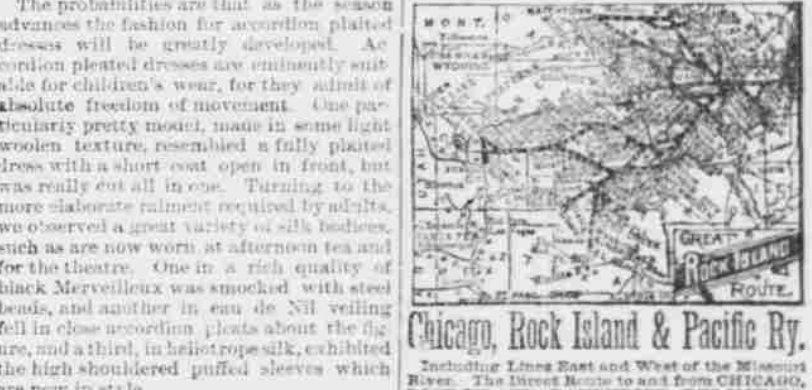 The probabilities are that as the season
advances the fashion for accordion plaited
dresses will be greatly developed. Ac
cordion pleated dresses are eminently suit
able for children's wear, for they admit of
absolute freedom of movement. One par
ticularly pretty model, made in some light
woolen texture, resembled a fully plaited
dress with a short coat open in front, but
was really cut all in one. Turning to the
more elaborate raiment required by adults,
we observed a great variety of silk bodices,
such as are now worn at afternoon tea and
for the theatre. One in a rich quality of
black Merveilleux was smocked with steel
beads, and another in eau de Nil veiling
fell in close accordion pleats about the fig
ure, and a third, in heliotrope silk, exhibited
the high shouldered puffed sleeves which
are now in style.
MONT.
WYOMING
GREAT
ROCK ISLAND
ROUTE
Chicago, Rock Island & Pacific Ry.
Including Lines East and West of the Missouri
River. The Direct Route to and from CHICAGO,